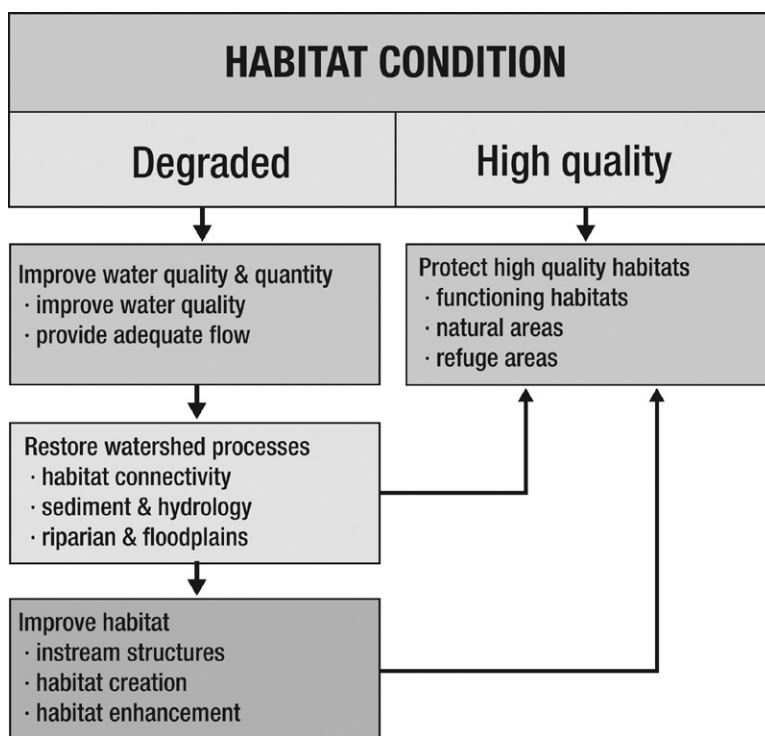 HABITAT CONDITION
Degraded
High quality
Improve water quality & quantity
· improve water quality
· provide adequate flow
Protect high quality habitats
· functioning habitats
· natural areas
· refuge areas
Restore watershed processes
· habitat connectivity
· sediment & hydrology
· riparian & floodplains
Improve habitat
· instream structures
· habitat creation
· habitat enhancement